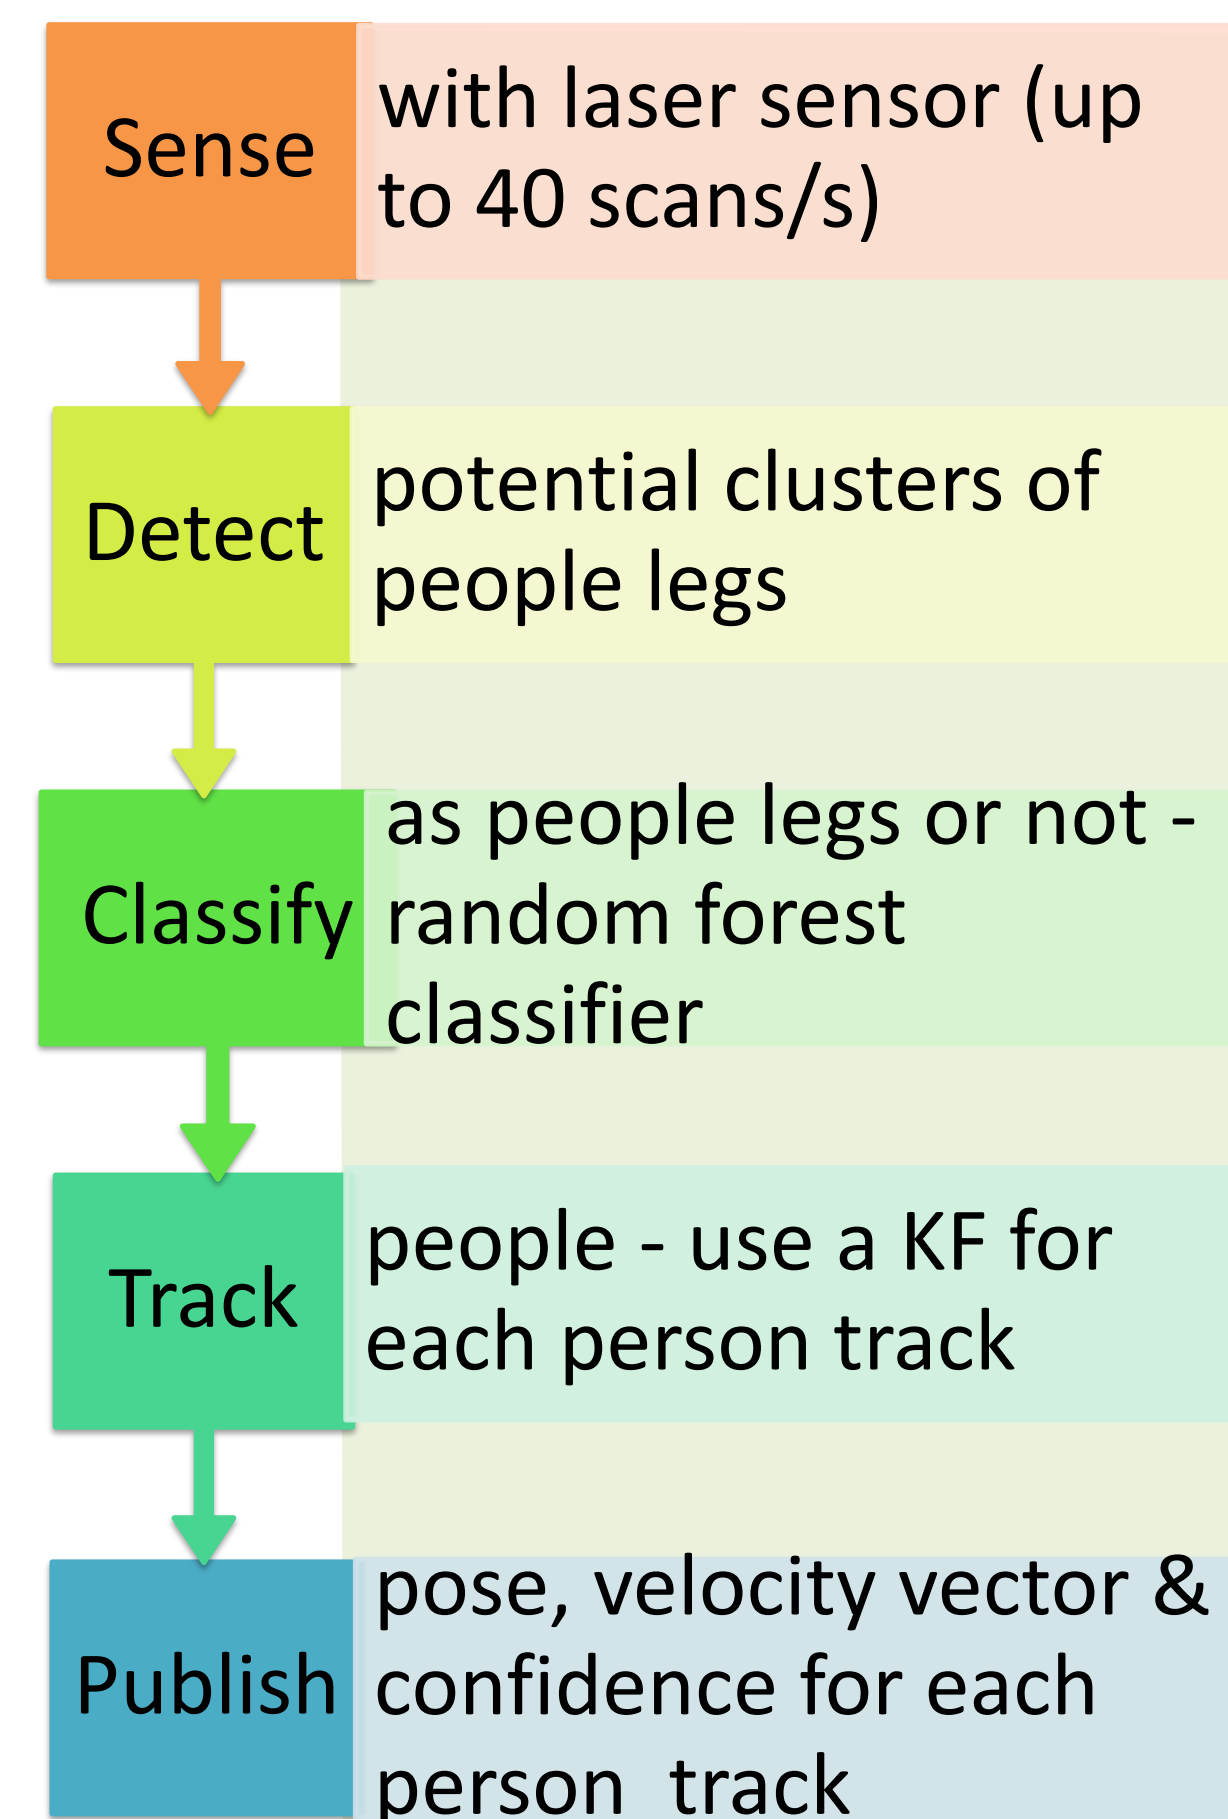 Sense
with laser sensor (up
to 40 scans/s)
Detect
potential clusters of
people legs
Classify
as people legs or not -
random forest
classifier
Track
people - use a KF for
each person track
Publish
pose, velocity vector &
confidence for each
person  track